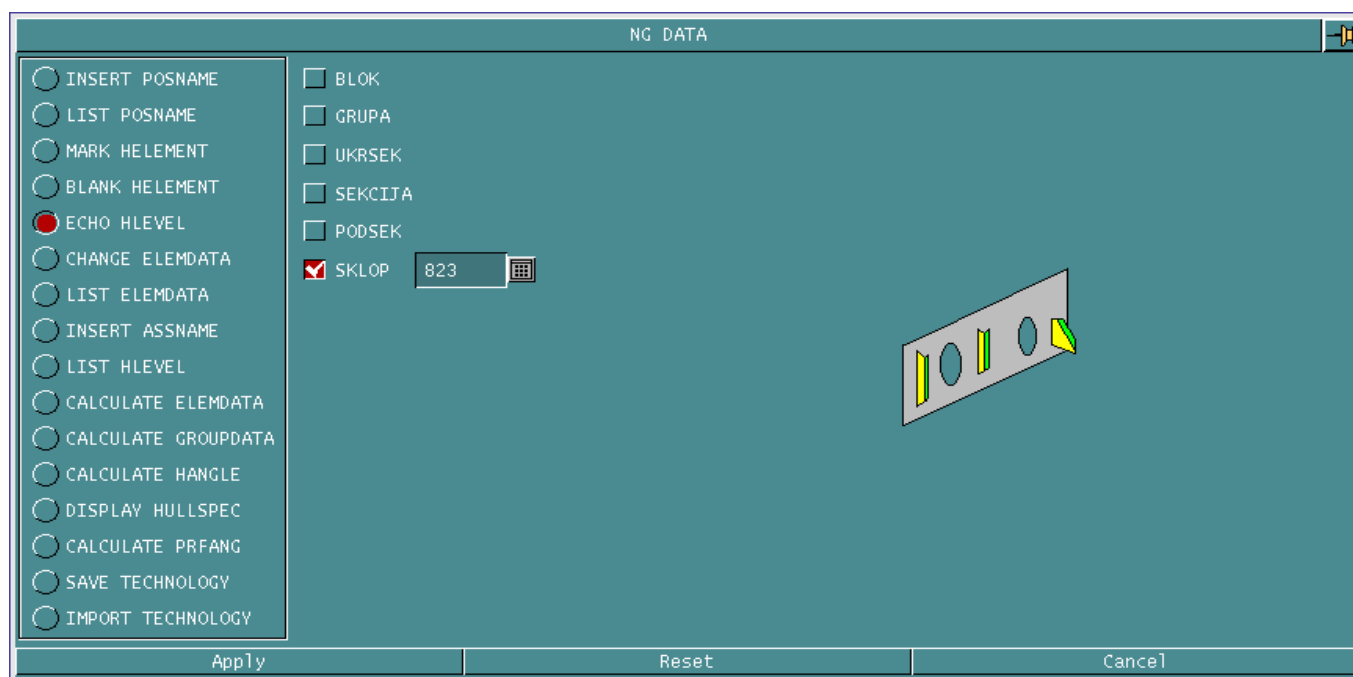 NG DATA
INSERT POSNAME
LIST POSNAME
MARK HELEMENT
BLANK HELEMENT
ECHO HLEVEL
CHANGE ELEMDATA
LIST ELEMDATA
INSERT ASSNAME
LIST HLEVEL
CALCULATE ELEMDATA
CALCULATE GROUPDATA
CALCULATE HANGLE
DISPLAY HULLSPEC
CALCULATE PRFANG
SAVE TECHNOLOGY
IMPORT TECHNOLOGY
BLOK
GRUPA
UKRSEK
SEKCIJA
PODSEK
SKLOP 823
Apply Reset Cancel